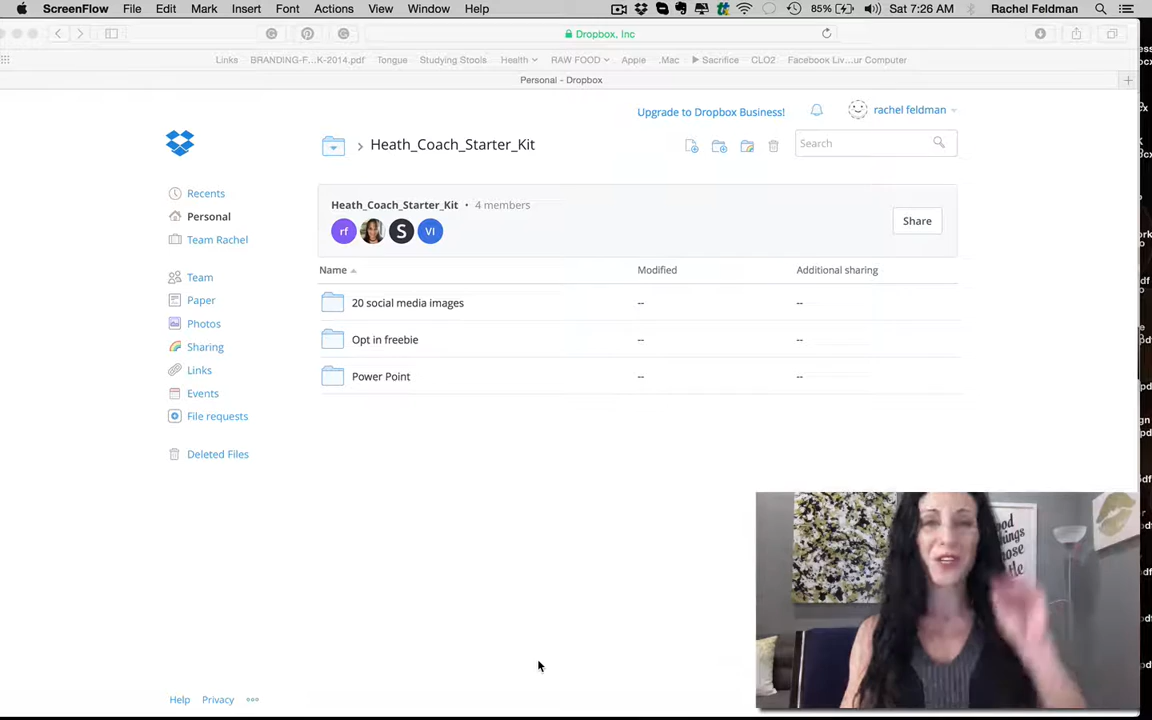 ScreenFlow File Edit Mark Insert Font Actions View Window Help 85% Sat 7:26 AM Rachel Feldman
Dropbox, Inc
Links BRANDING-F...K-2014.pdf Tongue Studying Stools Health RAW FOOD Apple .Mac Sacrifice CLO2 Facebook Liv...ur Computer
Personal - Dropbox
Upgrade to Dropbox Business! rachel feldman
Heath_Coach_Starter_Kit Search
Heath_Coach_Starter_Kit • 4 members
rf S VI
Share
Name Modified Additional sharing
20 social media images -- --
Opt in freebie -- --
Power Point -- --
Recents
Personal
Team Rachel
Team
Paper
Photos
Sharing
Links
Events
File requests
Deleted Files
Help Privacy